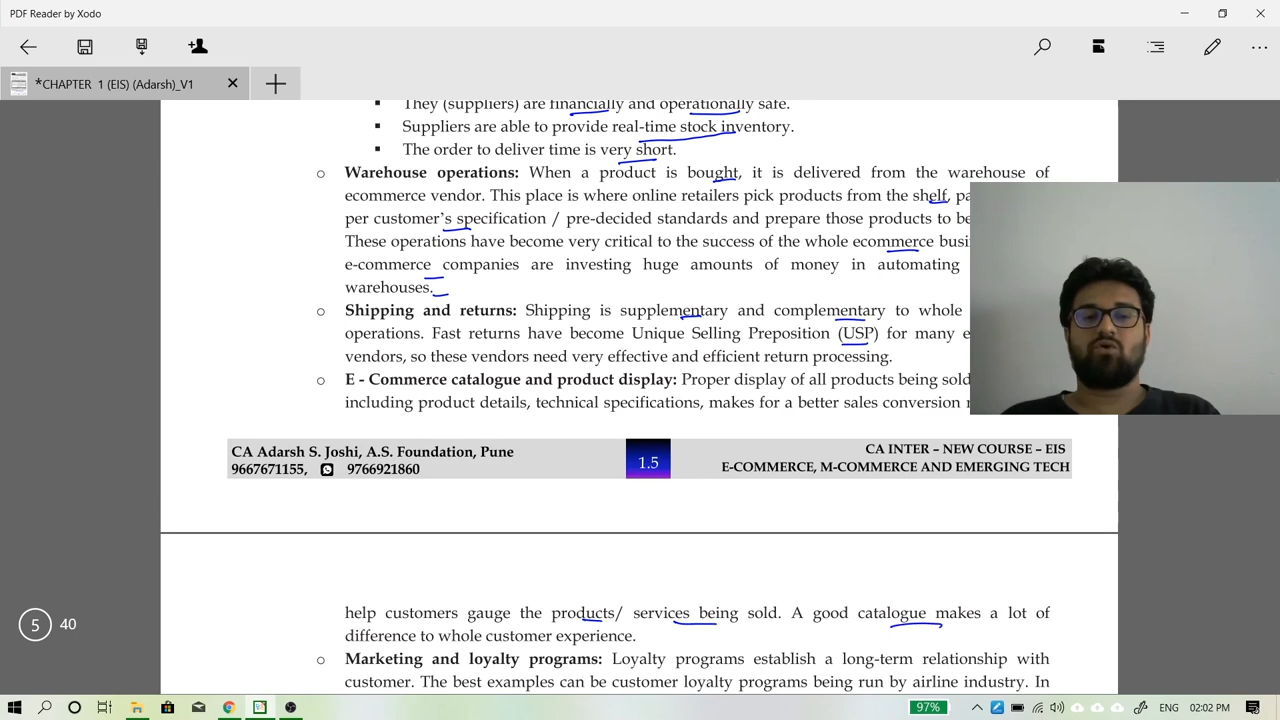 PDF Reader by Xodo
*CHAPTER 1 (EIS) (Adarsh)_V1
▪ They (suppliers) are financially and operationally safe.
▪ Suppliers are able to provide real-time stock inventory.
▪ The order to deliver time is very short.
o Warehouse operations: When a product is bought, it is delivered from the warehouse of
ecommerce vendor. This place is where online retailers pick products from the shelf,
per customer's specification / pre-decided standards and prepare those products to be
These operations have become very critical to the success of the whole ecommerce
e-commerce companies are investing huge amounts of money in automating
warehouses.
o Shipping and returns: Shipping is supplementary and complementary to whole
operations. Fast returns have become Unique Selling Preposition (USP) for many
vendors, so these vendors need very effective and efficient return processing.
o E - Commerce catalogue and product display: Proper display of all products being sold
including product details, technical specifications, makes for a better sales conversion
CA Adarsh S. Joshi, A.S. Foundation, Pune
9667671155, 9766921860
1.5
CA INTER – NEW COURSE – EIS
E-COMMERCE, M-COMMERCE AND EMERGING TECH
help customers gauge the products/ services being sold. A good catalogue makes a lot of
difference to whole customer experience.
o Marketing and loyalty programs: Loyalty programs establish a long-term relationship with
customer. The best examples can be customer loyalty programs being run by airline industry. In
5 40
97% ENG 02:02 PM